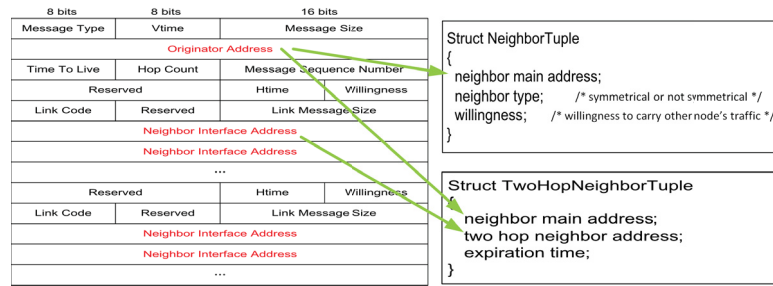 8 bits 8 bits 16 bits
Message Type Vtime Message Size
Originator Address
Time To Live Hop Count Message Sequence Number
Reserved Htime Willingness
Link Code Reserved Link Message Size
Neighbor Interface Address
Neighbor Interface Address
...
Reserved Htime Willingness
Link Code Reserved Link Message Size
Neighbor Interface Address
Neighbor Interface Address
...
Struct NeighborTuple
{
neighbor main address;
neighbor type; /* symmetrical or not symmetrical */
willingness; /* willingness to carry other node's traffic */
}
Struct TwoHopNeighborTuple
{
neighbor main address;
two hop neighbor address;
expiration time;
}